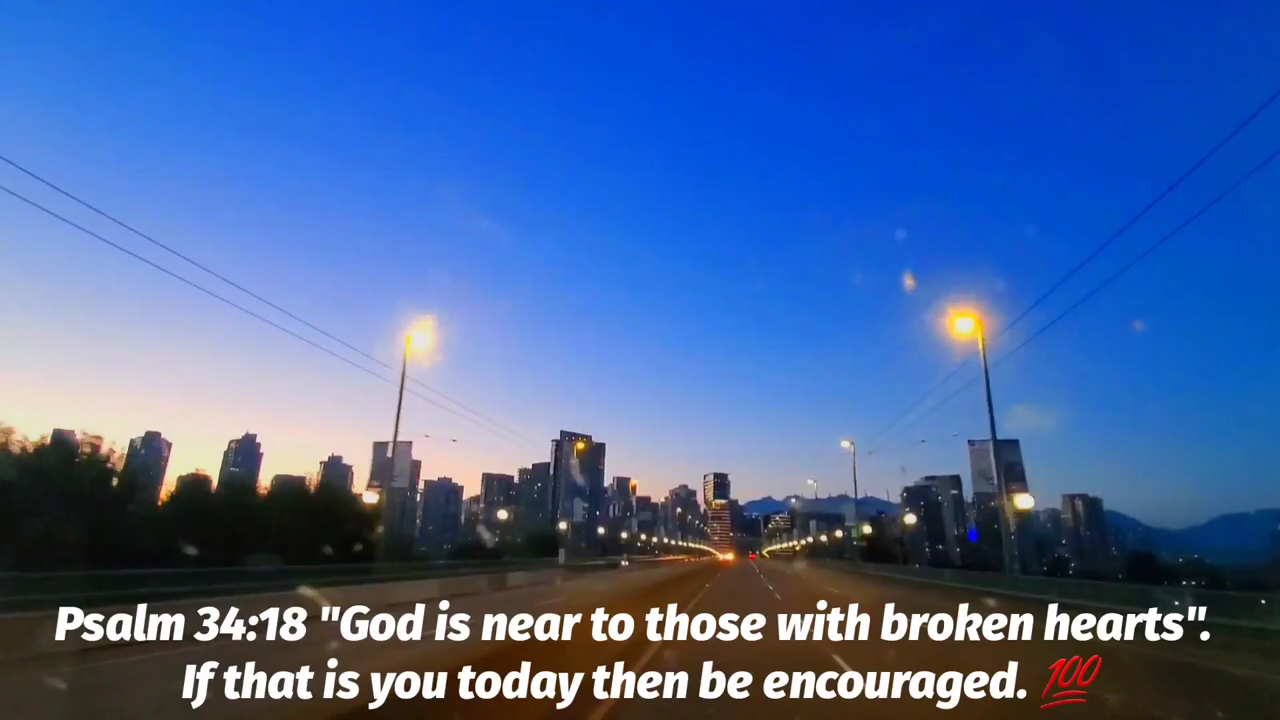 Psalm 34:18 "God is near to those with broken hearts".
If that is you today then be encouraged. 💯